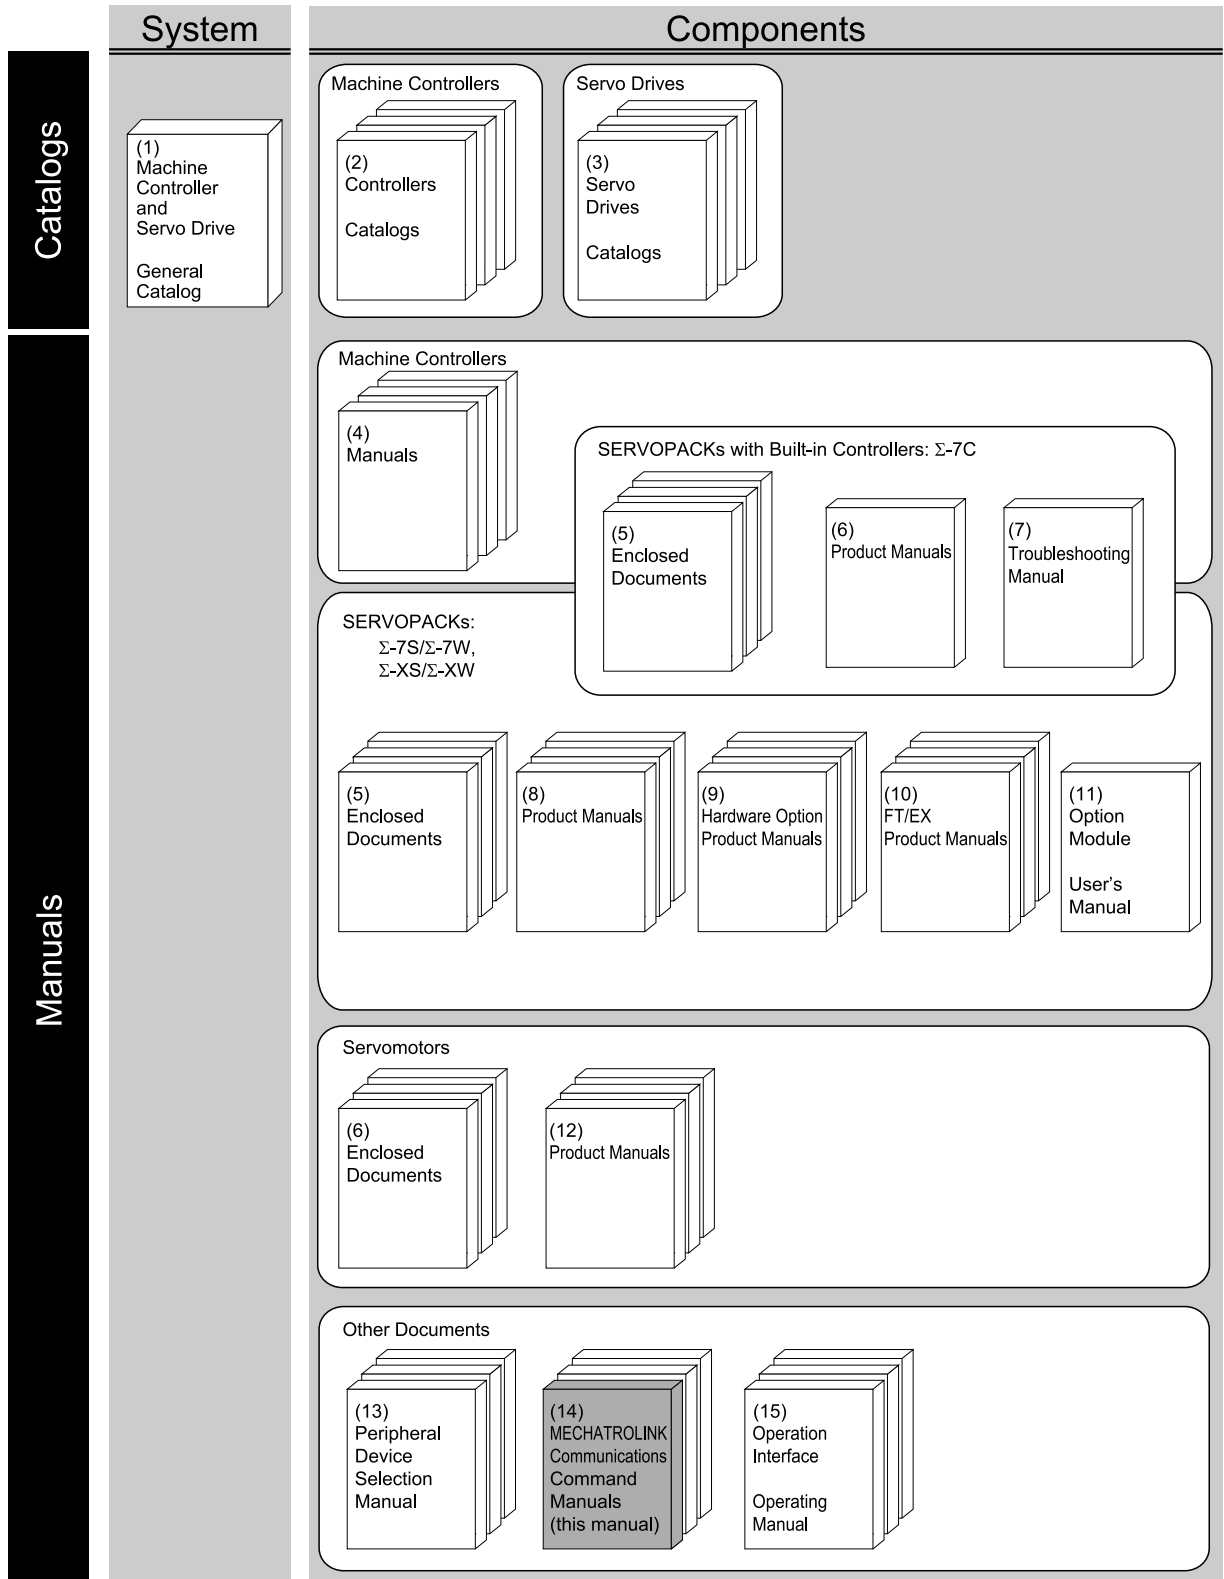 System
Components
Catalogs
(1)
Machine
Controller
and
Servo Drive
General
Catalog
Machine Controllers
(2)
Controllers
Catalogs
Servo Drives
(3)
Servo
Drives
Catalogs
Manuals
Machine Controllers
(4)
Manuals
SERVOPACKs with Built-in Controllers: Σ-7C
(5)
Enclosed
Documents
(6)
Product Manuals
(7)
Troubleshooting
Manual
SERVOPACKs:
Σ-7S/Σ-7W,
Σ-XS/Σ-XW
(5)
Enclosed
Documents
(8)
Product Manuals
(9)
Hardware Option
Product Manuals
(10)
FT/EX
Product Manuals
(11)
Option
Module
User's
Manual
Servomotors
(6)
Enclosed
Documents
(12)
Product Manuals
Other Documents
(13)
Peripheral
Device
Selection
Manual
(14)
MECHATROLINK
Communications
Command
Manuals
(this manual)
(15)
Operation
Interface
Operating
Manual